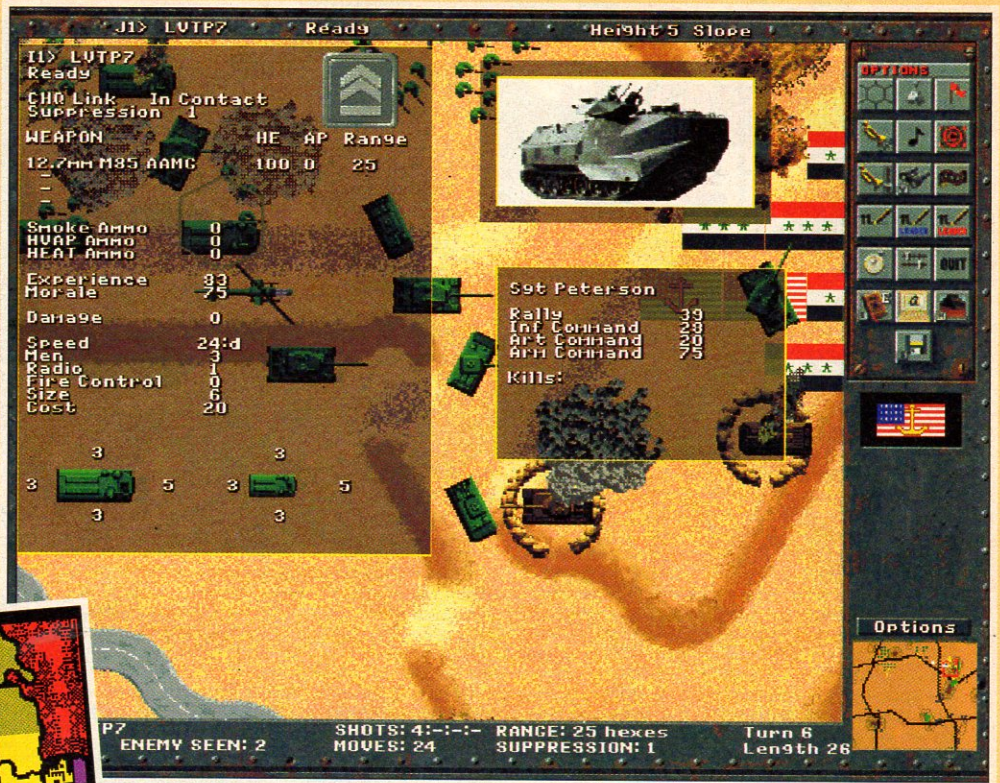 J1> LVTP7 Ready Height 5 Slope
I1> LVTP7
Ready
CHQ Link In Contact
Suppression 1
WEAPON HE AP Range
12.7mm M85 AAMG 100 0 25
-
-
-
Smoke Ammo 0
HVAP Ammo 0
HEAT Ammo 0
Experience 83
Morale 75
Damage 0
Speed 24:d
Men 3
Radio 1
Fire Control 0
Size 6
Cost 20
3 3
3 5 3 5
3 3
Sgt Peterson
Rally 39
Inf Command 28
Art Command 20
Arm Command 75
Kills:
OPTIONS
QUIT
Options
TP7 SHOTS: 4:-:-:- RANGE: 25 hexes Turn 6
ENEMY SEEN: 2 MOVES: 24 SUPPRESSION: 1 Length 26